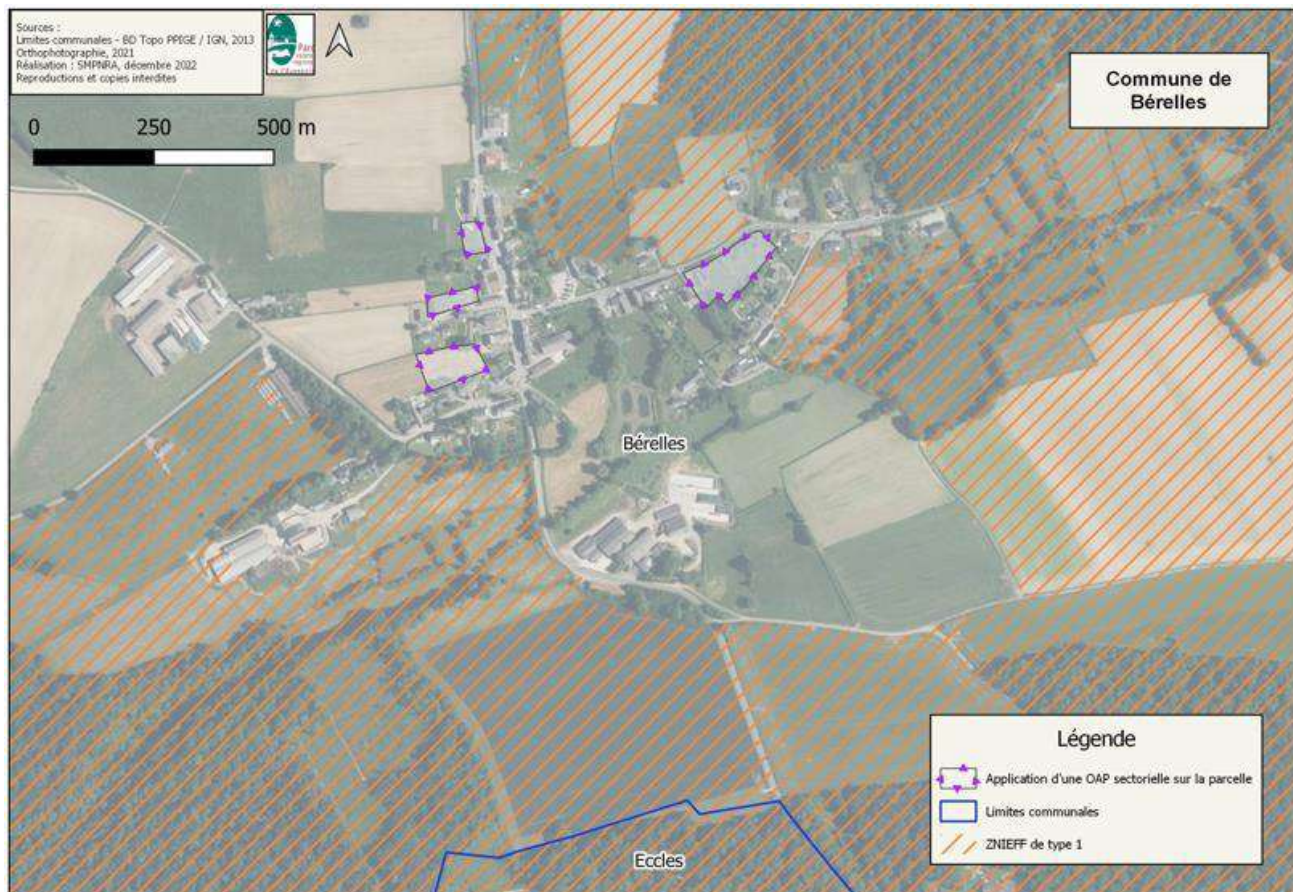 Sources :
Limites communales - BD Topo PPIGE / IGN, 2013
Orthophotographie, 2021
Réalisation : SMPNRA, décembre 2022
Reproductions et copies interdites
Parc
Commune de
Bérelles
0 250 500 m
Bérelles
Eccles
Légende
Application d'une OAP sectorielle sur la parcelle
Limites communales
ZNIEFF de type 1